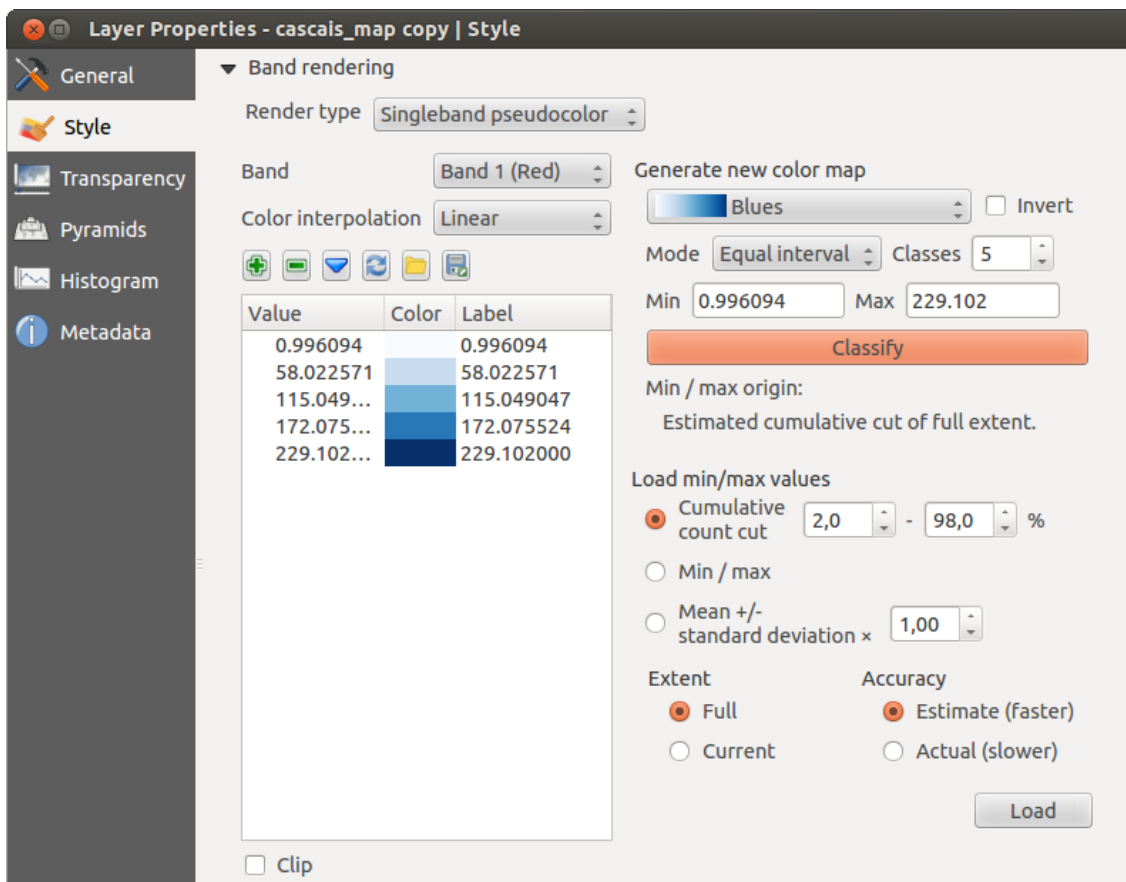 Layer Properties - cascais_map copy | Style
General
Style
Transparency
Pyramids
Histogram
Metadata
Band rendering
Render type Singleband pseudocolor
Band Band 1 (Red)
Color interpolation Linear
Value Color Label
0.996094 0.996094
58.022571 58.022571
115.049... 115.049047
172.075... 172.075524
229.102... 229.102000
Clip
Generate new color map
Blues Invert
Mode Equal interval Classes 5
Min 0.996094 Max 229.102
Classify
Min / max origin:
Estimated cumulative cut of full extent.
Load min/max values
Cumulative
count cut 2,0 - 98,0 %
Min / max
Mean +/-
standard deviation × 1,00
Extent Accuracy
Full Estimate (faster)
Current Actual (slower)
Load